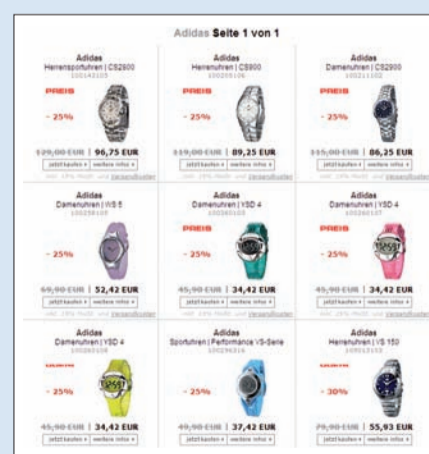 Adidas Seite 1 von 1
Adidas
Herrensportuhren | CS2900
PREIS
- 25%
129,00 EUR | 96,75 EUR
jetzt kaufen weitere Infos
Adidas
Herrenuhren | CS900
- 25%
119,00 EUR | 89,25 EUR
jetzt kaufen weitere Infos
Adidas
Damenuhren | CS2900
PREIS
- 25%
115,00 EUR | 86,25 EUR
jetzt kaufen weitere Infos
Adidas
Damenuhren | WS 5
- 25%
69,90 EUR | 52,42 EUR
jetzt kaufen weitere Infos
Adidas
Damenuhren | YSD 4
PREIS
- 25%
45,90 EUR | 34,42 EUR
jetzt kaufen weitere Infos
Adidas
Damenuhren | YSD 4
PREIS
- 25%
45,90 EUR | 34,42 EUR
jetzt kaufen weitere Infos
Adidas
Damenuhren | YSD 4
- 25%
45,90 EUR | 34,42 EUR
jetzt kaufen weitere Infos
Adidas
Sportuhren | Performance VS-Serie
- 25%
49,90 EUR | 37,42 EUR
jetzt kaufen weitere Infos
Adidas
Herrenuhren | VS 150
- 30%
79,90 EUR | 55,93 EUR
jetzt kaufen weitere Infos